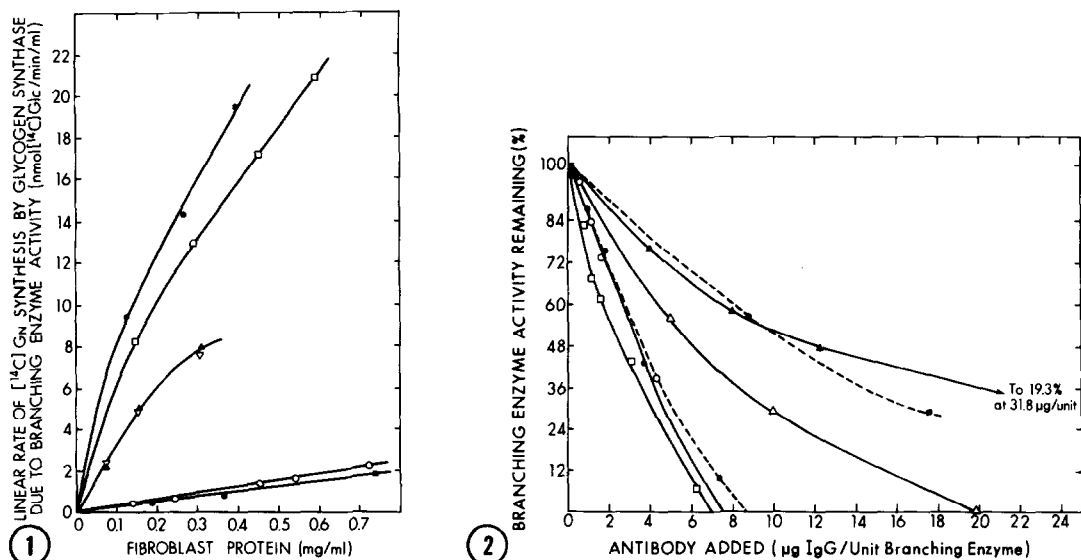 LINEAR RATE OF [¹⁴C] GN SYNTHESIS BY GLYCOGEN SYNTHASE
DUE TO BRANCHING ENZYME ACTIVITY (nmol[¹⁴C]Glc/min/ml)
22
20
18
16
14
12
10
8
6
4
2
0
0 0.1 0.2 0.3 0.4 0.5 0.6 0.7
FIBROBLAST PROTEIN (mg/ml)
1
BRANCHING ENZYME ACTIVITY REMAINING (%)
100
84
72
60
48
36
24
12
To 19.3%
at 31.8 µg/unit
0 2 4 6 8 10 12 14 16 18 20 22 24
ANTIBODY ADDED (µg IgG/Unit Branching Enzyme)
2